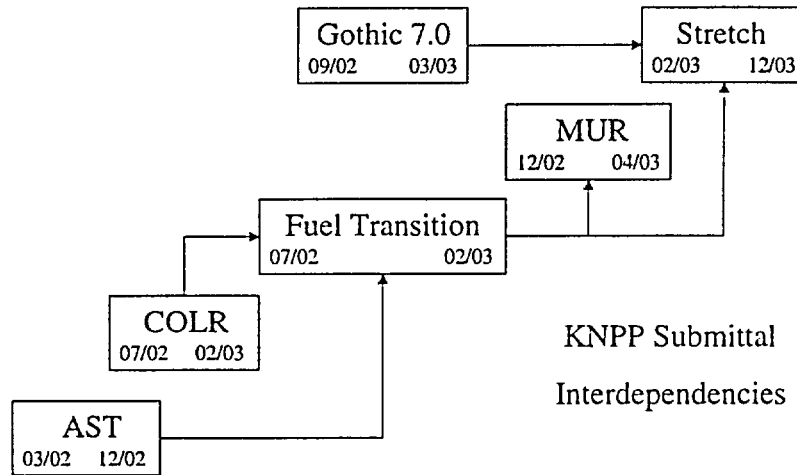 Gothic 7.0
09/02 03/03
Stretch
02/03 12/03
MUR
12/02 04/03
Fuel Transition
07/02 02/03
COLR
07/02 02/03
KNPP Submittal
Interdependencies
AST
03/02 12/02